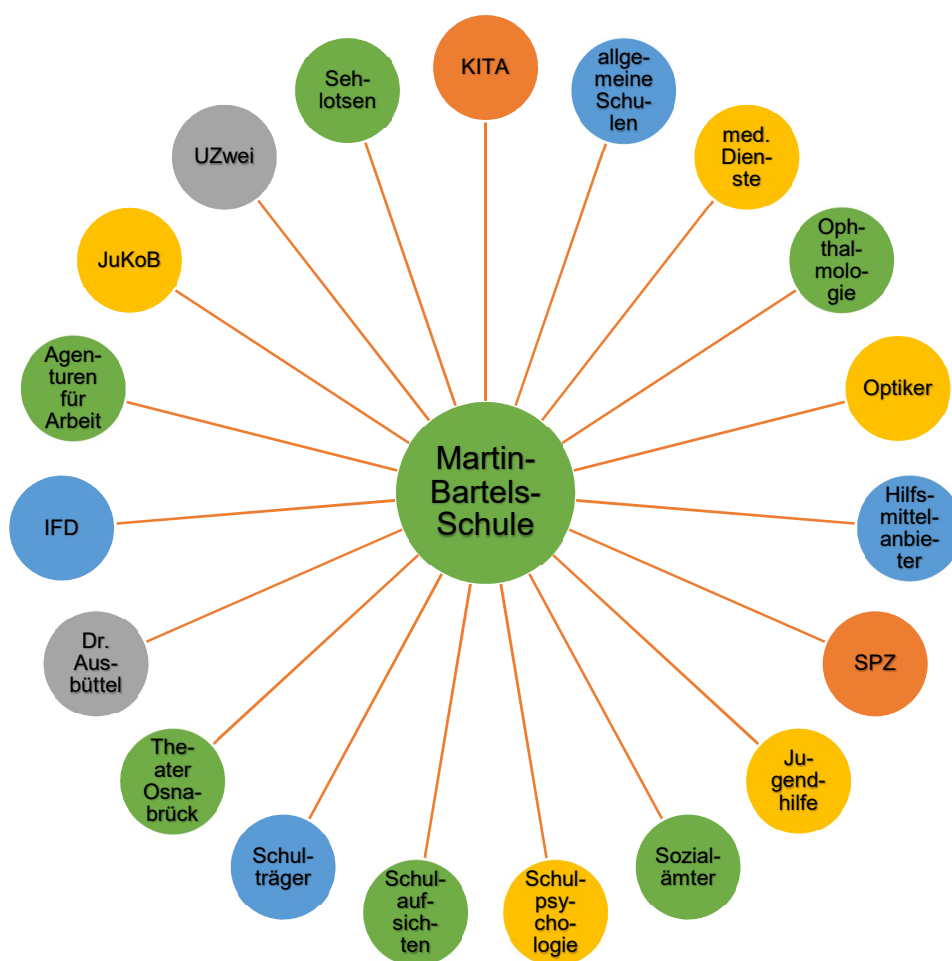 KITA
allge-
meine
Schu-
len
med.
Dien-
ste
Oph-
thal-
molo-
gie
Optiker
Hilfs-
mittel-
anbie-
ter
SPZ
Ju-
gend-
hilfe
Sozial-
ämter
Schul-
psy-
cho-
logie
Schul-
auf-
sich-
ten
Schul-
träger
The-
ater
Osna-
brück
Dr.
Aus-
büttel
IFD
Agen-
turen
für
Arbeit
JuKoB
UZwei
Seh-
lotsen
Martin-
Bartels-
Schule